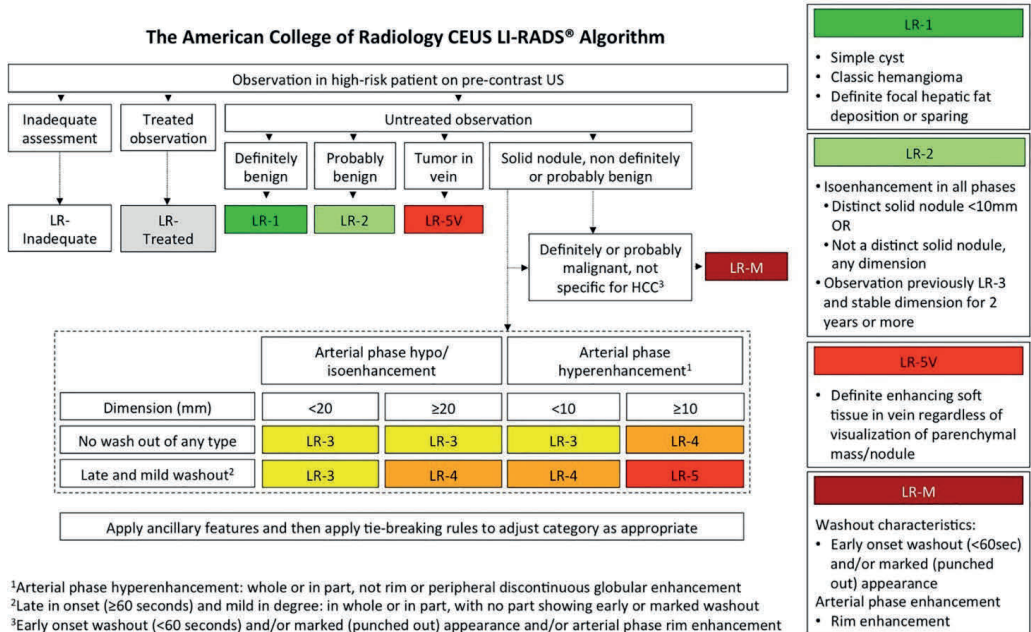 The American College of Radiology CEUS LI-RADS® Algorithm
Observation in high-risk patient on pre-contrast US
Inadequate
assessment
Treated
observation
Untreated observation
Definitely
benign
Probably
benign
Tumor in
vein
Solid nodule, non definitely
or probably benign
LR-
Inadequate
LR-
Treated
LR-1
LR-2
LR-5V
Definitely or probably
malignant, not
specific for HCC³
LR-M
Arterial phase hypo/
isoenhancement
Arterial phase
hyperenhancement¹
Dimension (mm) <20 ≥20 <10 ≥10
No wash out of any type LR-3 LR-3 LR-3 LR-4
Late and mild washout² LR-3 LR-4 LR-4 LR-5
Apply ancillary features and then apply tie-breaking rules to adjust category as appropriate
¹Arterial phase hyperenhancement: whole or in part, not rim or peripheral discontinuous globular enhancement
²Late in onset (≥60 seconds) and mild in degree: in whole or in part, with no part showing early or marked washout
³Early onset washout (<60 seconds) and/or marked (punched out) appearance and/or arterial phase rim enhancement
LR-1
• Simple cyst
• Classic hemangioma
• Definite focal hepatic fat
deposition or sparing
LR-2
• Isoenhancement in all phases
• Distinct solid nodule <10mm
OR
• Not a distinct solid nodule,
any dimension
• Observation previously LR-3
and stable dimension for 2
years or more
LR-5V
• Definite enhancing soft
tissue in vein regardless of
visualization of parenchymal
mass/nodule
LR-M
Washout characteristics:
• Early onset washout (<60sec)
and/or marked (punched
out) appearance
Arterial phase enhancement
• Rim enhancement